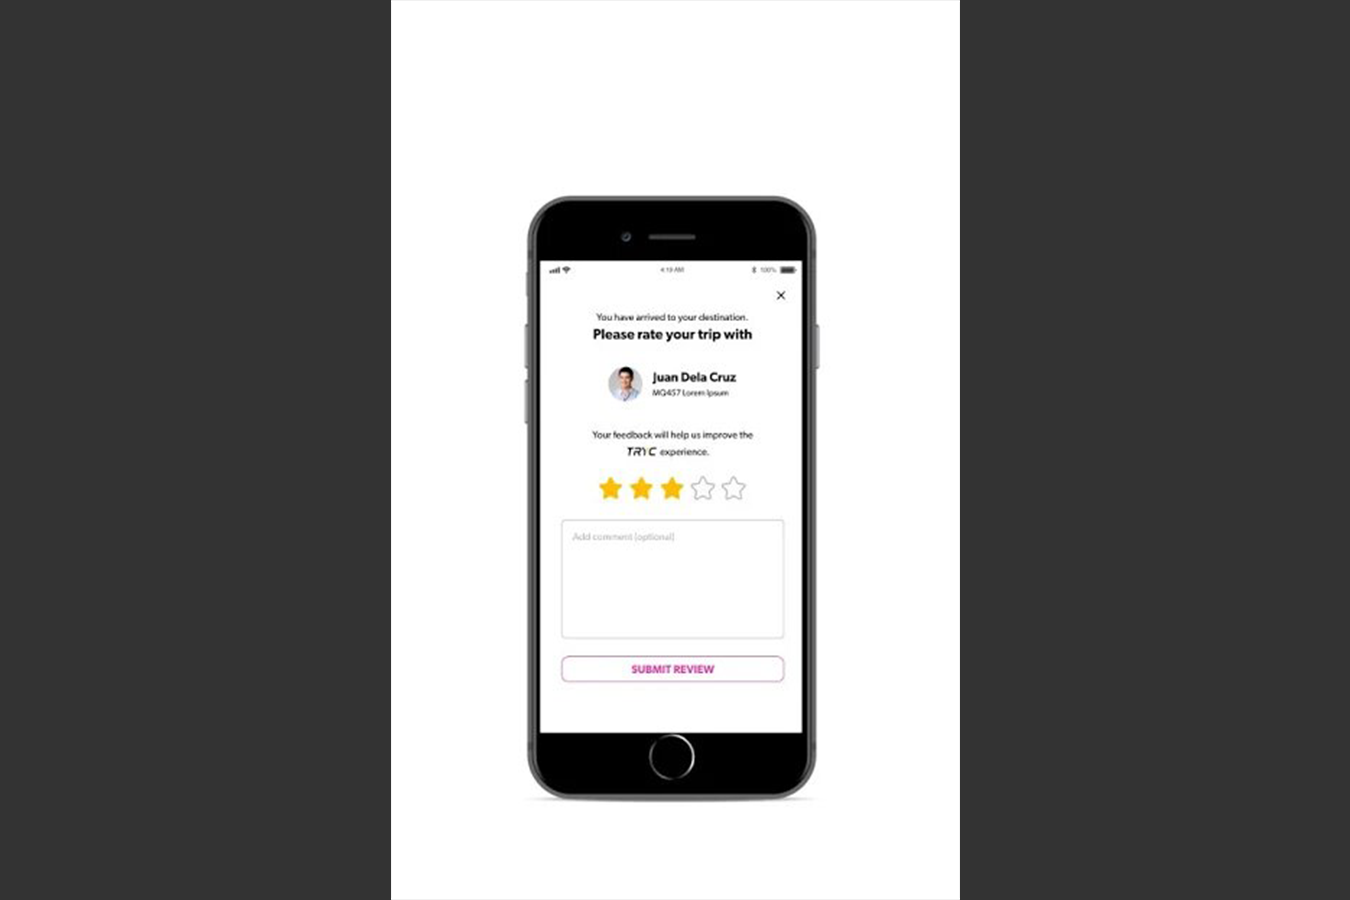 4:19 AM 100%
You have arrived to your destination.
Please rate your trip with
Juan Dela Cruz
MQ457 Lorem Ipsum
Your feedback will help us improve the
TRYC experience.
Add comment (optional)
SUBMIT REVIEW